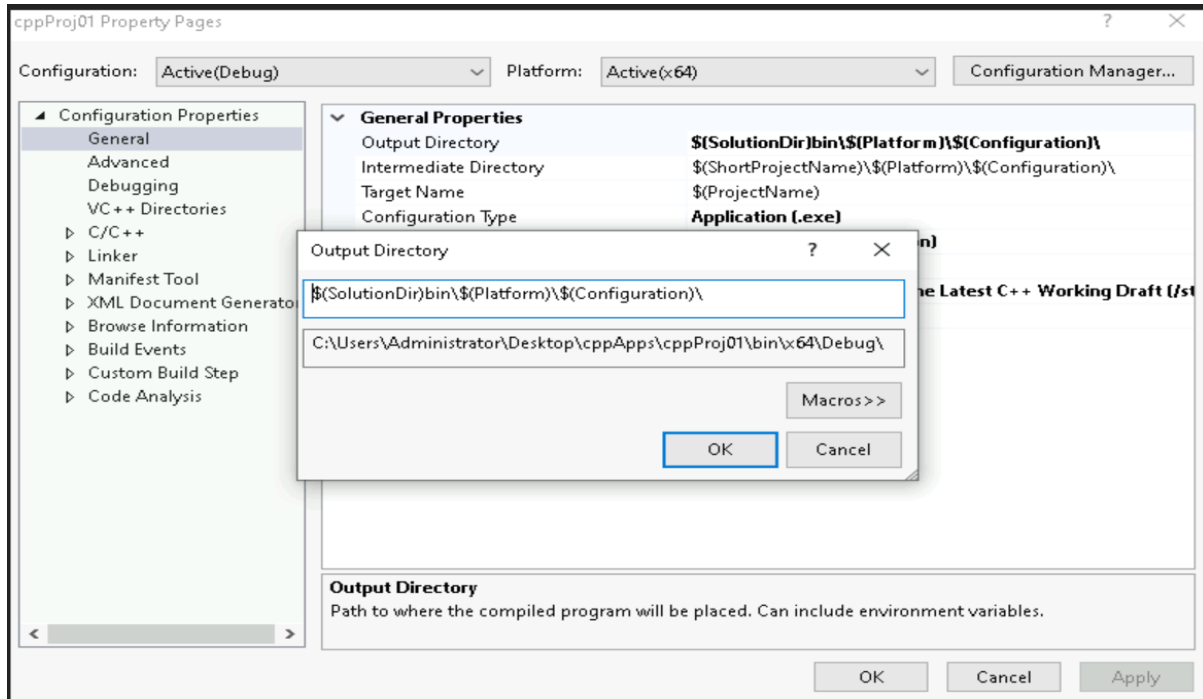 cppProj01 Property Pages
?
Configuration: Active(Debug) Platform: Active(x64) Configuration Manager...
Configuration Properties
General
Advanced
Debugging
VC++ Directories
C/C++
Linker
Manifest Tool
XML Document Generato
Browse Information
Build Events
Custom Build Step
Code Analysis
General Properties
Output Directory $(SolutionDir)bin\$(Platform)\$(Configuration)\
Intermediate Directory $(ShortProjectName)\$(Platform)\$(Configuration)\
Target Name $(ProjectName)
Configuration Type Application (.exe)
n)
he Latest C++ Working Draft (/st
Output Directory
?
$(SolutionDir)bin\$(Platform)\$(Configuration)\
C:\Users\Administrator\Desktop\cppApps\cppProj01\bin\x64\Debug\
Macros>>
OK Cancel
Output Directory
Path to where the compiled program will be placed. Can include environment variables.
OK Cancel Apply